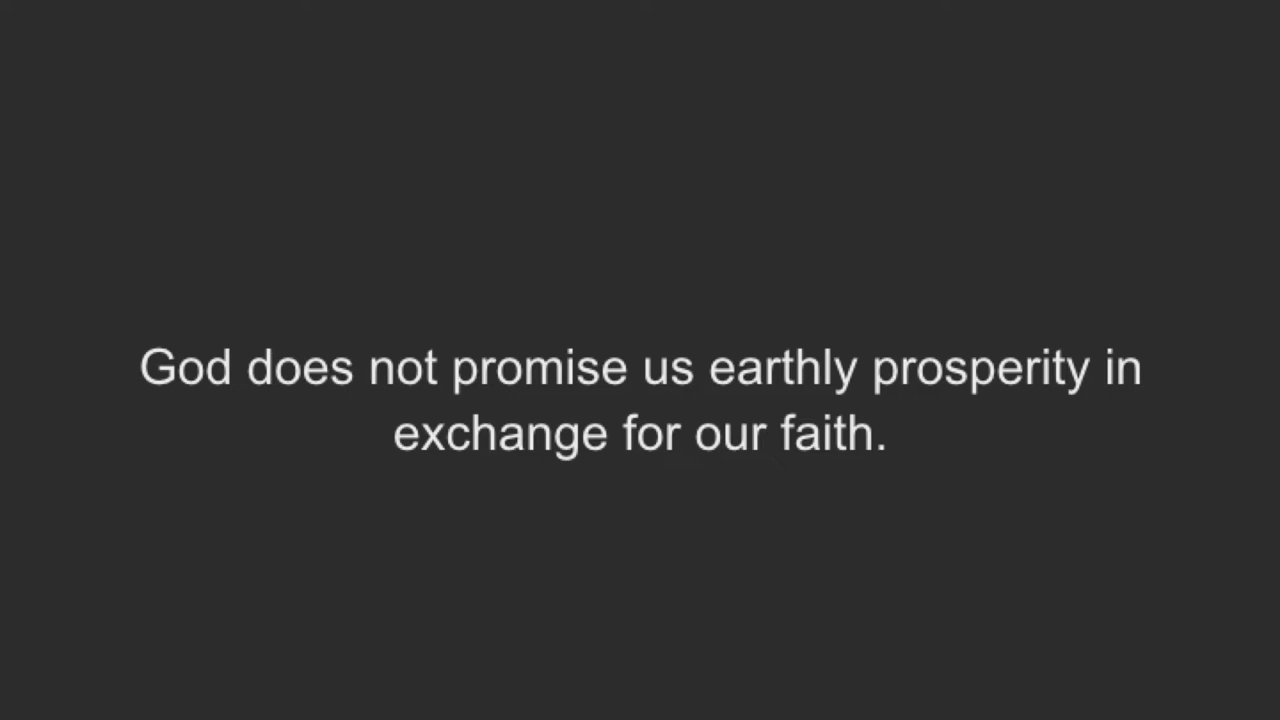 God does not promise us earthly prosperity in
exchange for our faith.